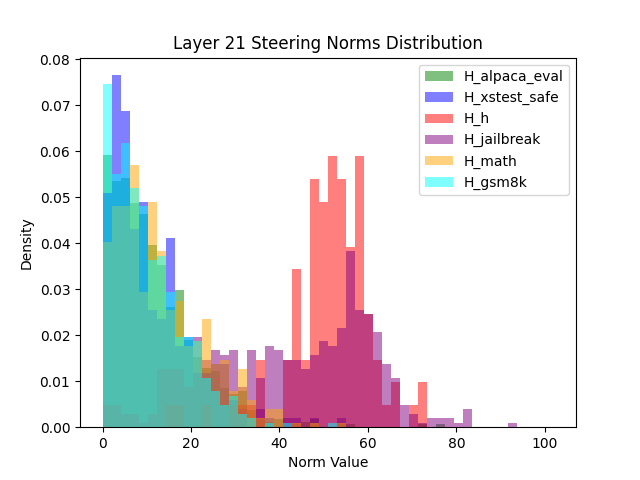 Layer 21 Steering Norms Distribution
0.08
0.07
0.06
0.05
0.04
0.03
0.02
0.01
0.00
Density
H_alpaca_eval
H_xstest_safe
H_h
H_jailbreak
H_math
H_gsm8k
0 20 40 60 80 100
Norm Value